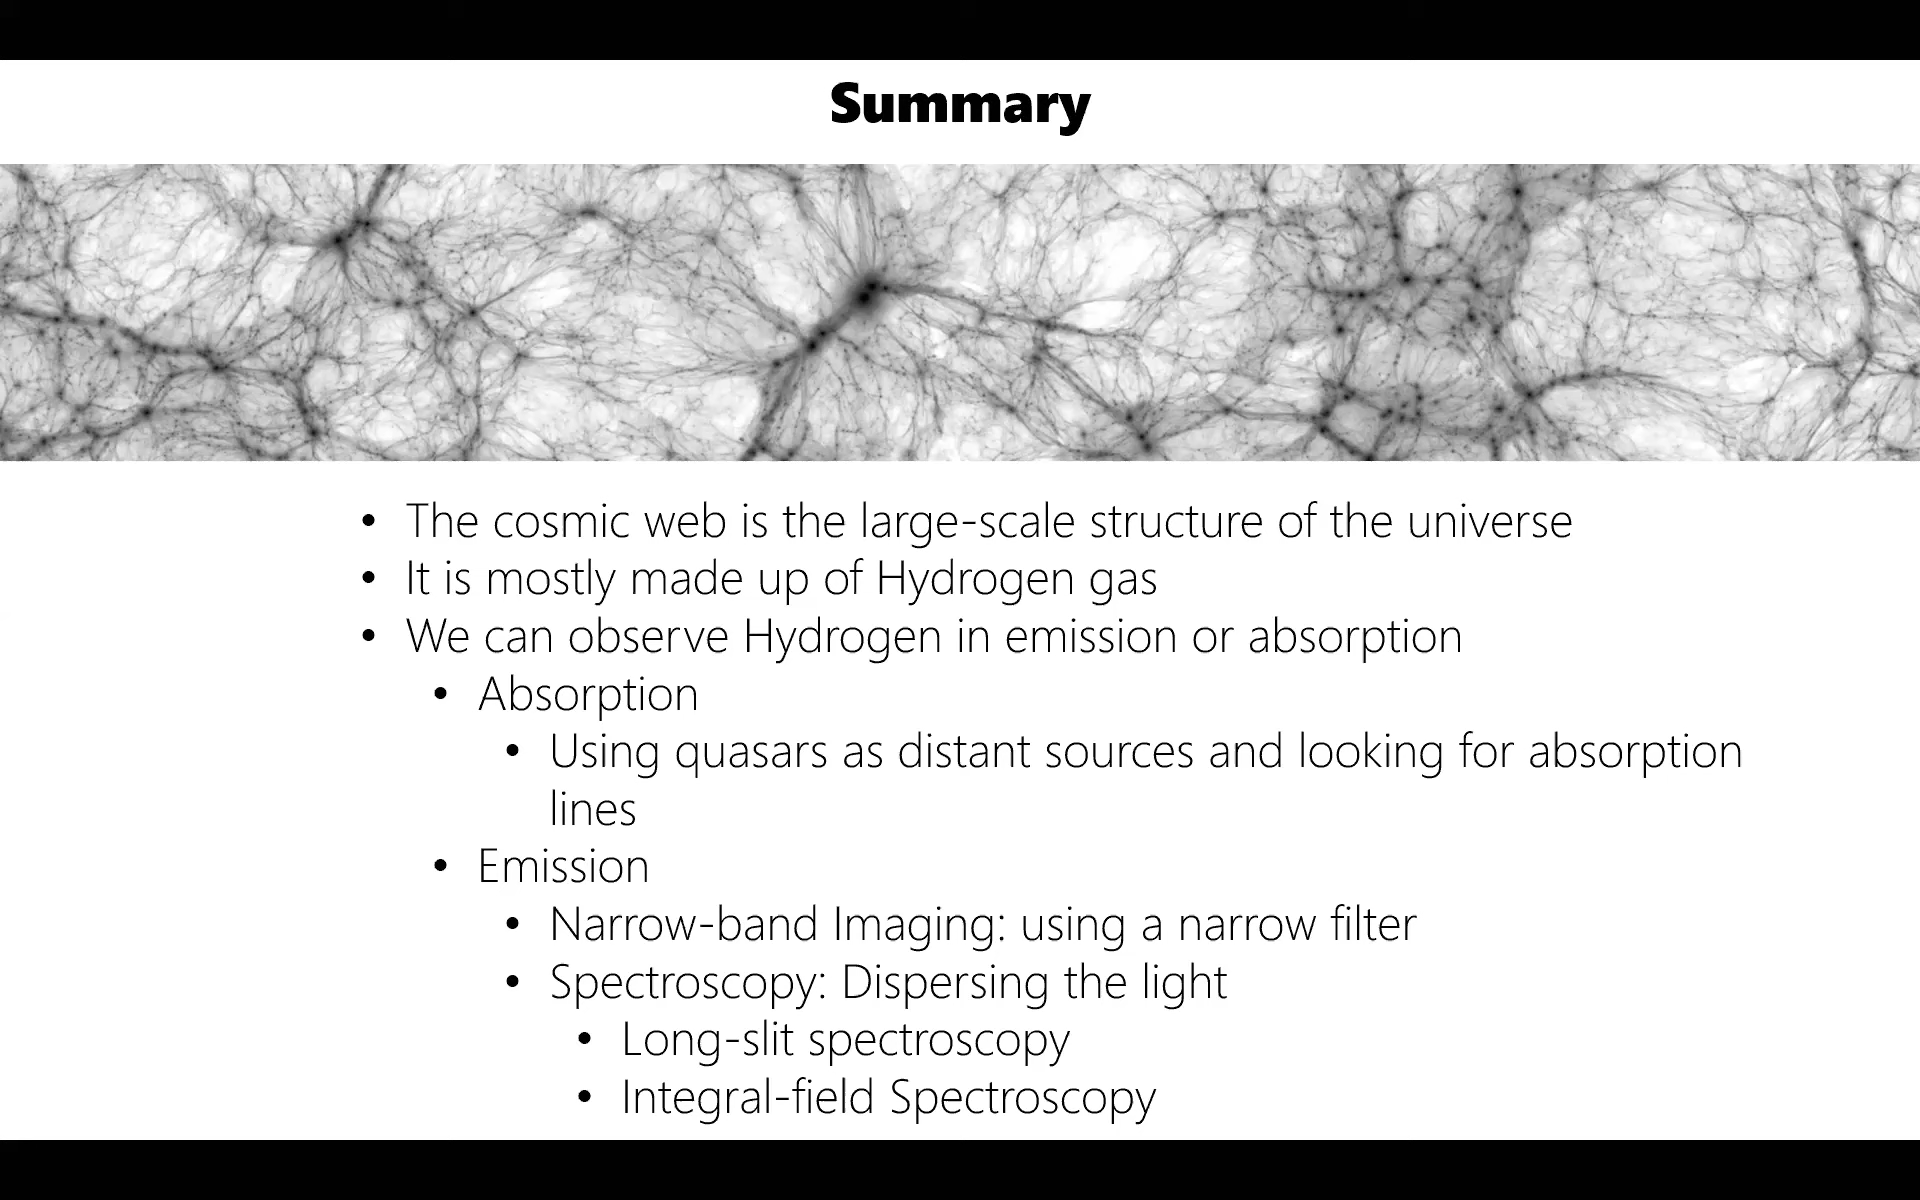 Summary
• The cosmic web is the large-scale structure of the universe
• It is mostly made up of Hydrogen gas
• We can observe Hydrogen in emission or absorption
• Absorption
• Using quasars as distant sources and looking for absorption
lines
• Emission
• Narrow-band Imaging: using a narrow filter
• Spectroscopy: Dispersing the light
• Long-slit spectroscopy
• Integral-field Spectroscopy